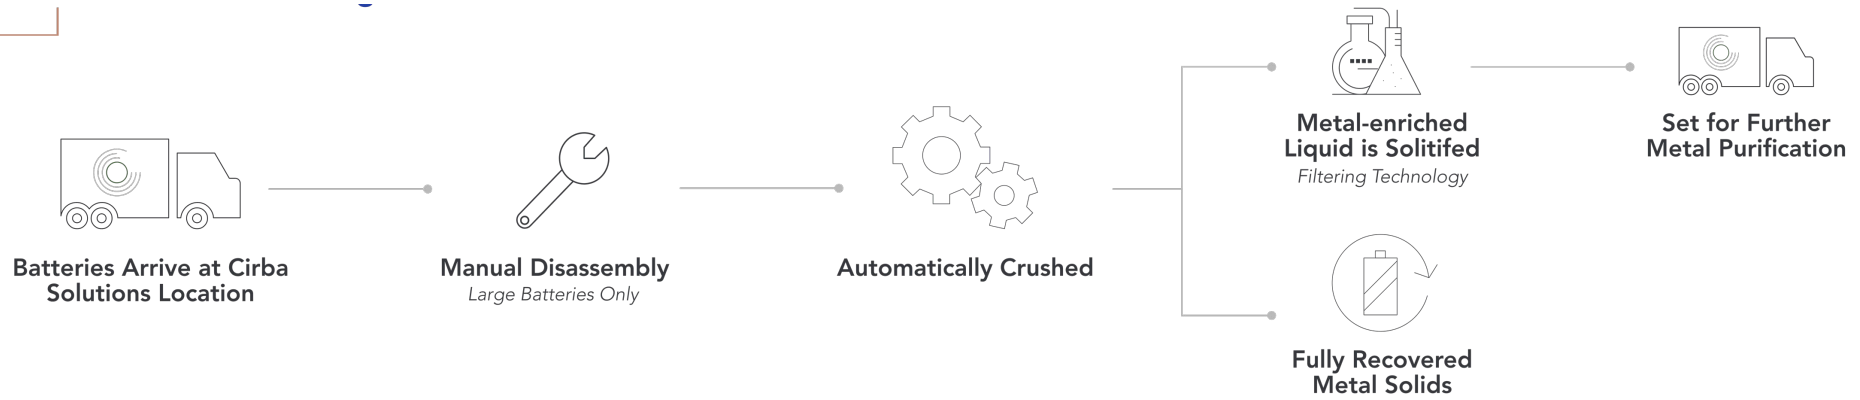 Batteries Arrive at Cirba
Solutions Location
Manual Disassembly
Large Batteries Only
Automatically Crushed
Metal-enriched
Liquid is Solitifed
Filtering Technology
Set for Further
Metal Purification
Fully Recovered
Metal Solids